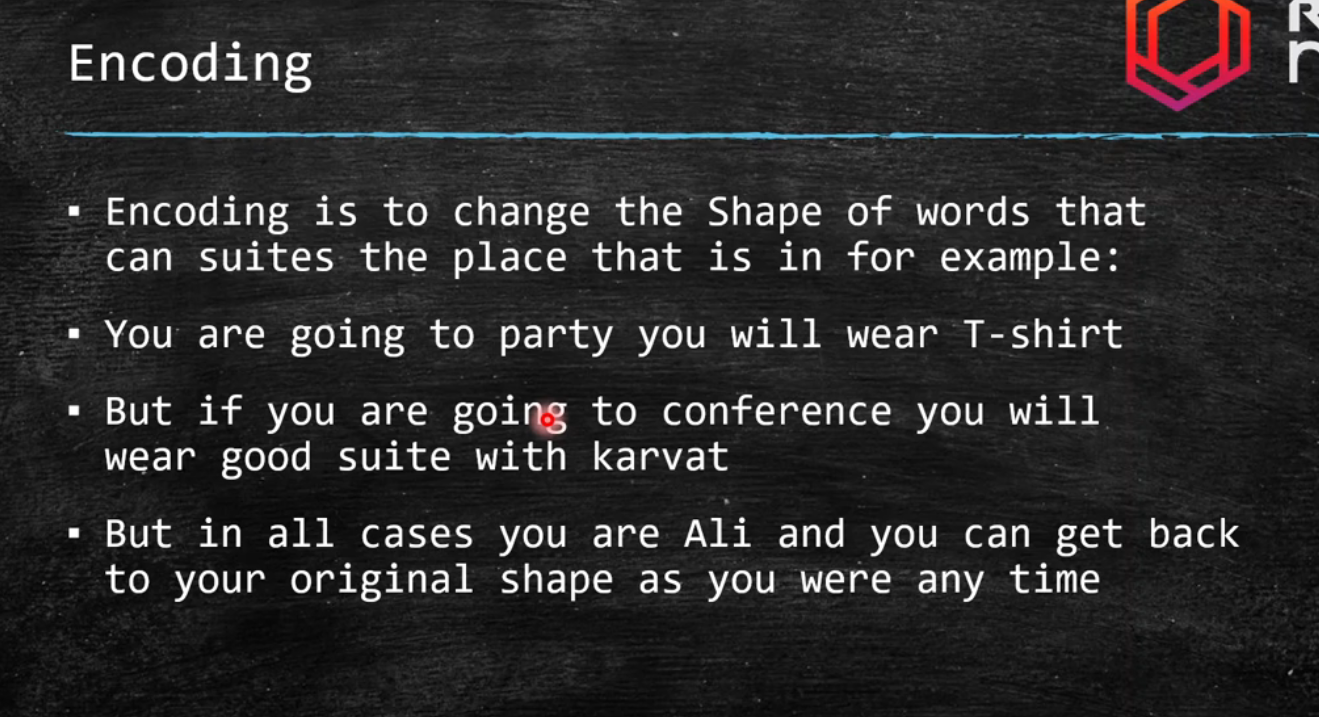 Encoding
▪ Encoding is to change the Shape of words that
can suites the place that is in for example:
▪ You are going to party you will wear T-shirt
▪ But if you are going to conference you will
wear good suite with karvat
▪ But in all cases you are Ali and you can get back
to your original shape as you were any time